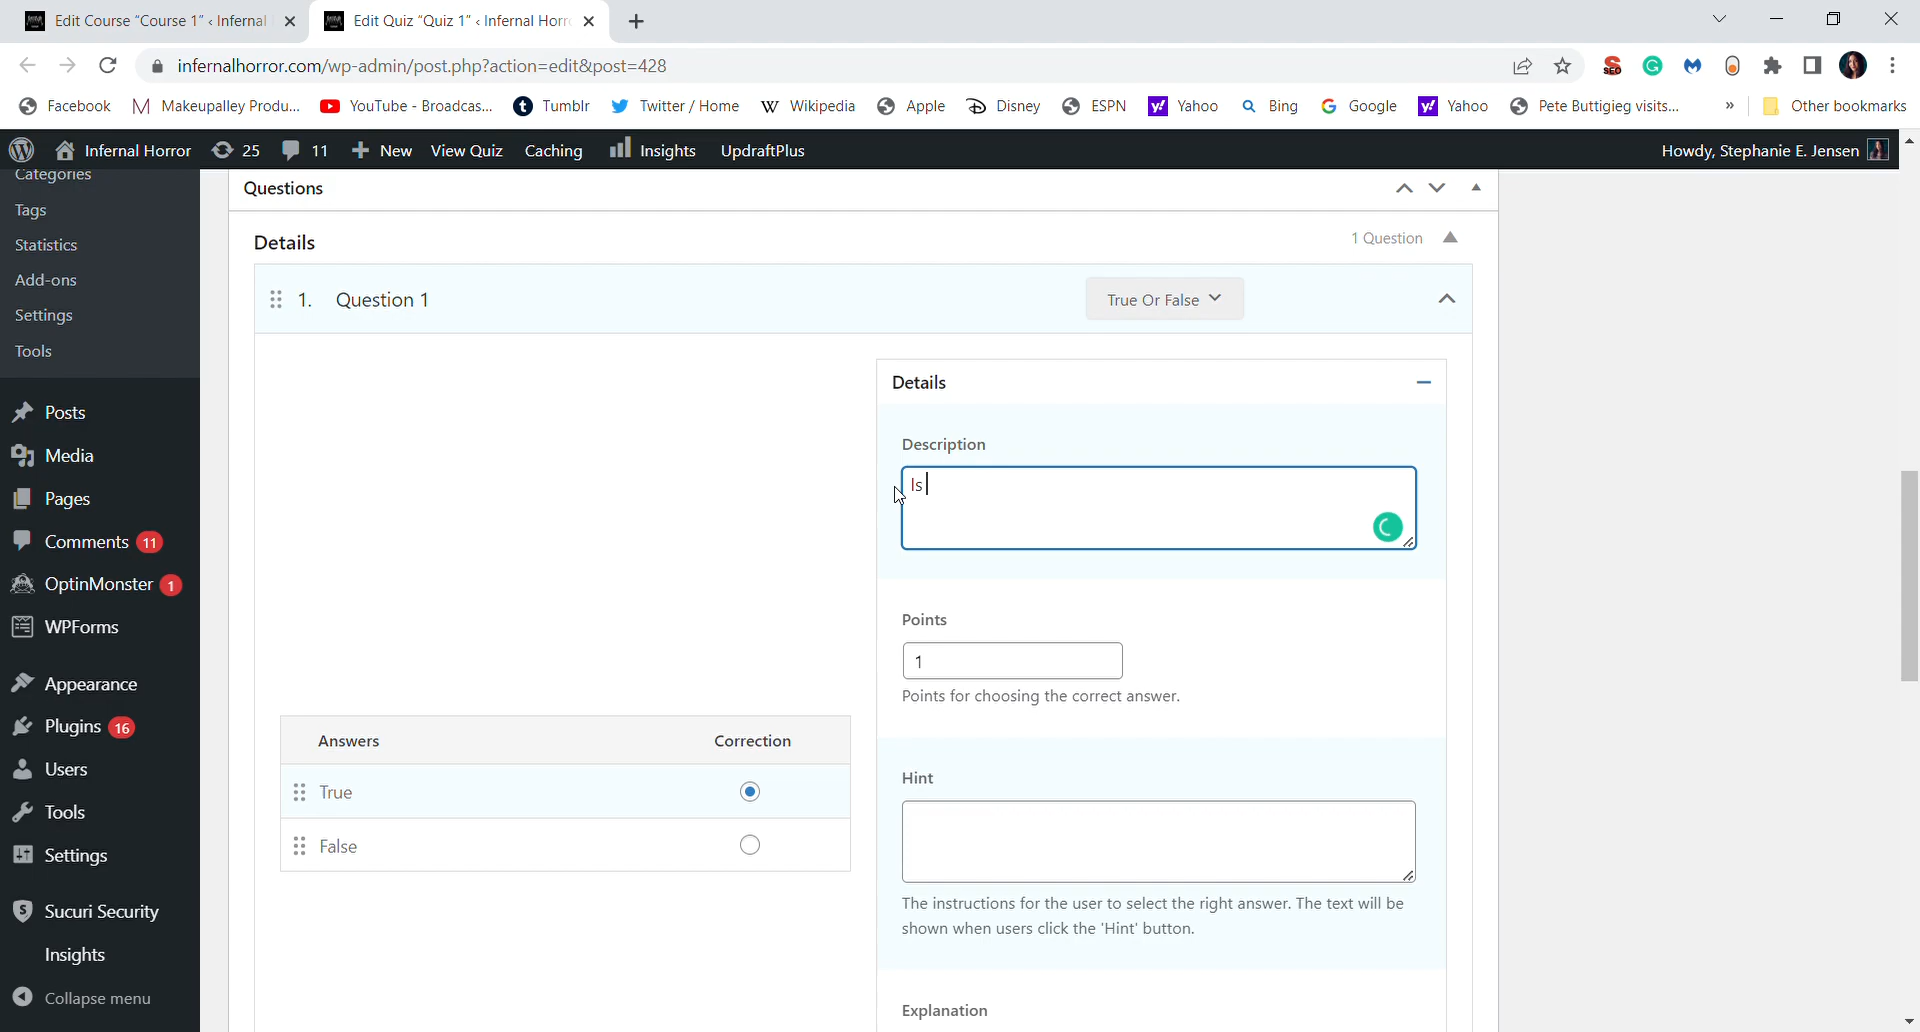 Edit Course “Course 1” ‹ Infernal
Edit Quiz “Quiz 1” ‹ Infernal Horr
infernalhorror.com/wp-admin/post.php?action=edit&post=428
Facebook
Makeupalley Produ...
YouTube - Broadcas...
Tumblr
Twitter / Home
Wikipedia
Apple
Disney
ESPN
Yahoo
Bing
Google
Yahoo
Pete Buttigieg visits...
»
Other bookmarks
Infernal Horror
25
11
New
View Quiz
Caching
Insights
UpdraftPlus
Howdy, Stephanie E. Jensen
Categories
Tags
Statistics
Add-ons
Settings
Tools
Posts
Media
Pages
Comments 11
OptinMonster 1
WPForms
Appearance
Plugins 16
Users
Tools
Settings
Sucuri Security
Insights
Collapse menu
Questions
Details
1 Question
1. Question 1
True Or False
Answers Correction
True
False
Details
Description
Is
Points
1
Points for choosing the correct answer.
Hint
The instructions for the user to select the right answer. The text will be
shown when users click the 'Hint' button.
Explanation